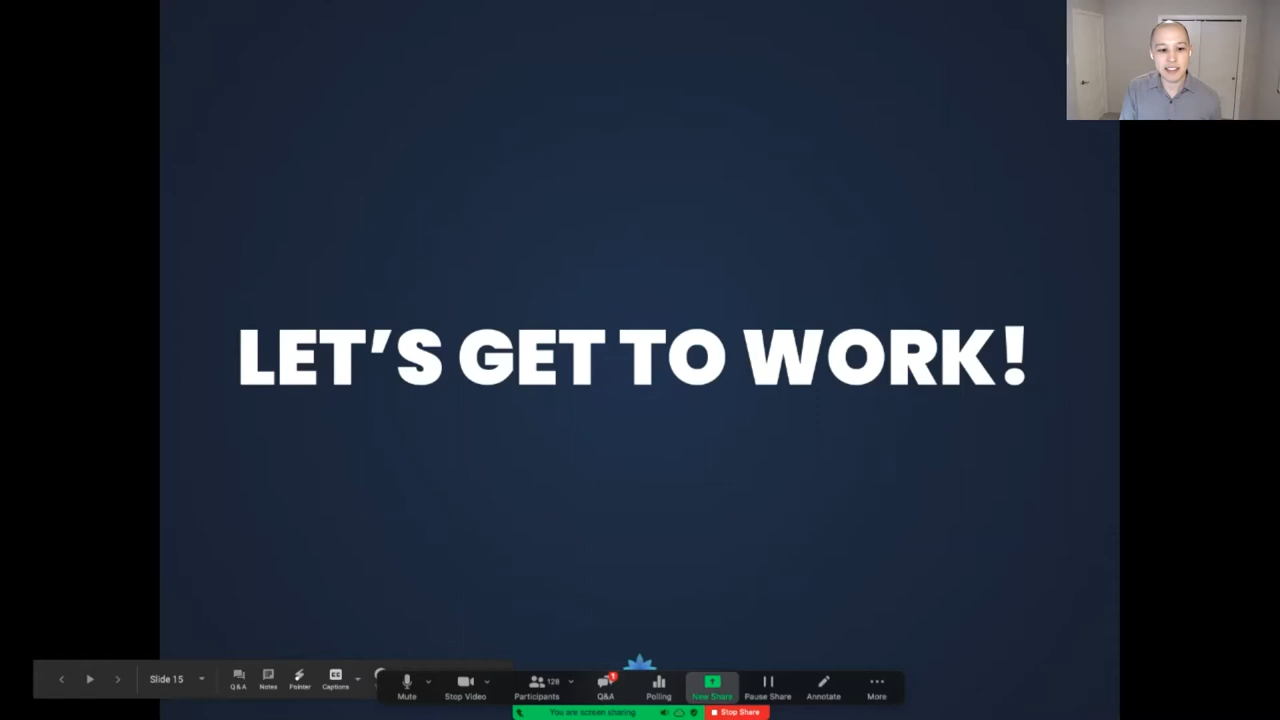 LET'S GET TO WORK!
Slide 15
Q&A
Notes
Pointer
Captions
Mute
Stop Video
128
Participants
1
Q&A
Polling
New Share
Pause Share
Annotate
More
You are screen sharing
Stop Share